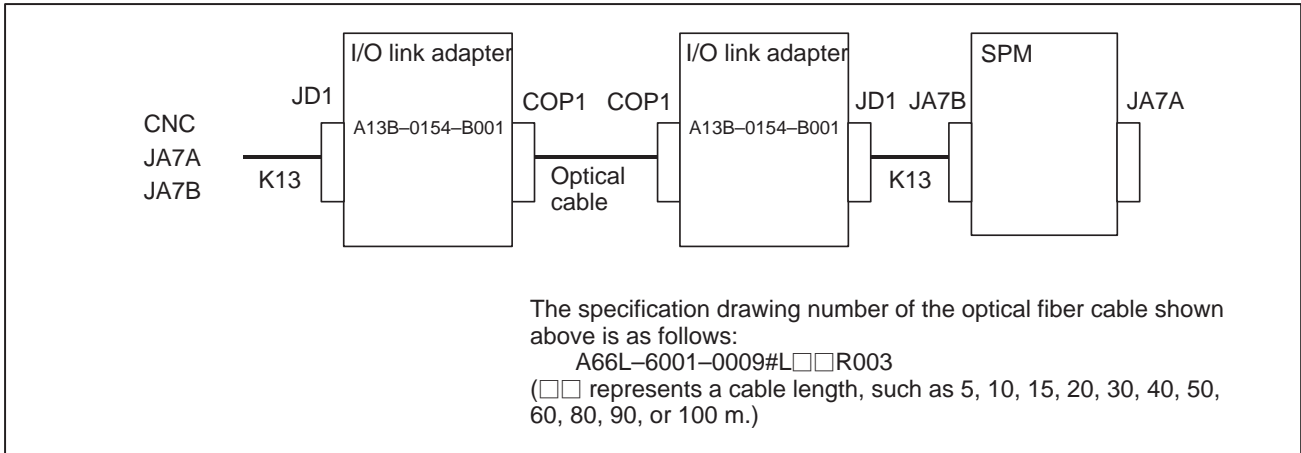 I/O link adapter
I/O link adapter
SPM
JD1
COP1
COP1
JD1
JA7B
JA7A
CNC
JA7A
JA7B
A13B–0154–B001
A13B–0154–B001
K13
Optical
cable
K13
The specification drawing number of the optical fiber cable shown
above is as follows:
A66L–6001–0009#L□□R003
(□□ represents a cable length, such as 5, 10, 15, 20, 30, 40, 50,
60, 80, 90, or 100 m.)